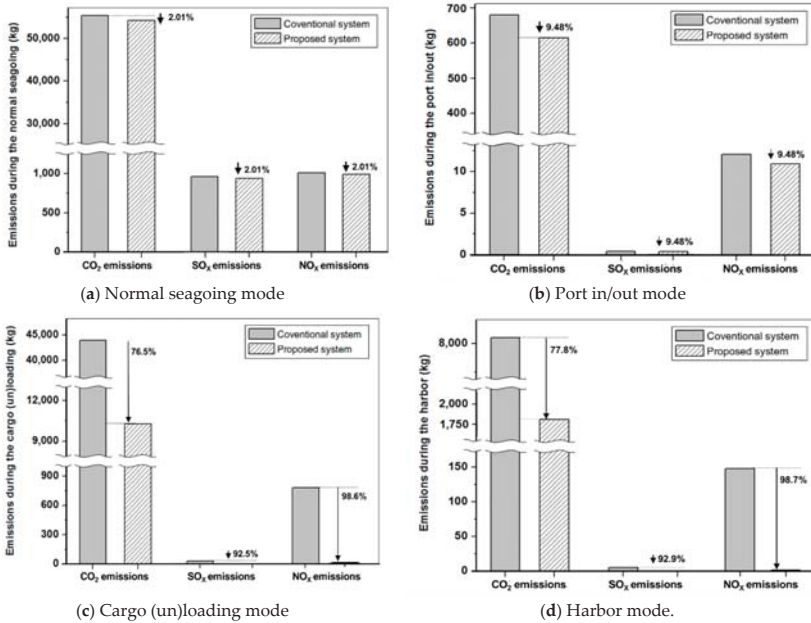 Emissions during the normal seagoing (kg)
50,000
40,000
30,000
1,000
500
0
2.01%
2.01%
2.01%
Coventional system
Proposed system
CO₂ emissions
SOₓ emissions
NOₓ emissions
(a) Normal seagoing mode
Emissions during the port in/out (kg)
700
600
500
400
10
5
0
9.48%
9.48%
9.48%
Coventional system
Proposed system
CO₂ emissions
SOₓ emissions
NOₓ emissions
(b) Port in/out mode
Emissions during the cargo (un)loading (kg)
45,000
40,000
12,000
9,000
900
600
300
0
76.5%
92.5%
98.6%
Coventional system
Proposed system
CO₂ emissions
SOₓ emissions
NOₓ emissions
(c) Cargo (un)loading mode
Emissions during the harbor (kg)
8,000
2,000
1,750
150
100
50
0
77.8%
92.9%
98.7%
Coventional system
Proposed system
CO₂ emissions
SOₓ emissions
NOₓ emissions
(d) Harbor mode.